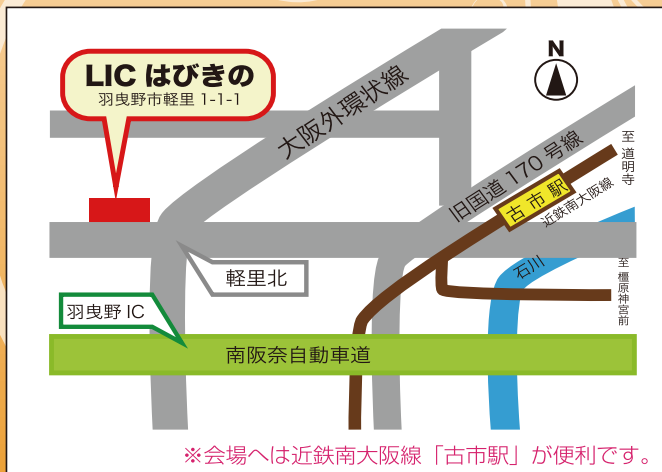 LIC はびきの
羽曳野市軽里 1-1-1
大阪外環状線
N
旧国道 170 号線
至 道明寺
古市駅
近鉄南大阪線
石川
至 橿原神宮前
軽里北
羽曳野 IC
南阪奈自動車道
※会場へは近鉄南大阪線「古市駅」が便利です。